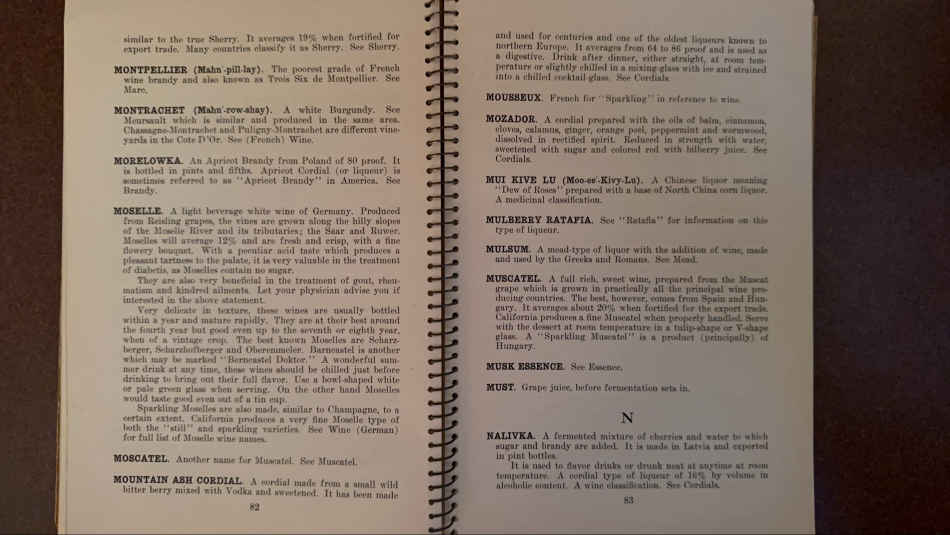 similar to the true Sherry. It averages 19% when fortified for
export trade. Many countries classify it as Sherry. See Sherry.
MONTPELLIER (Mahn'-pill-lay). The poorest grade of French
wine brandy and also known as Trois Six de Montpellier. See
Marc.
MONTRACHET (Mahn'-row-shay). A white Burgundy. See
Meursault which is similar and produced in the same area.
Chassagne-Montrachet and Puligny-Montrachet are different vine-
yards in the Cote D'Or. See (French) Wine.
MORELOWKA. An Apricot Brandy from Poland of 80 proof. It
is bottled in pints and fifths. Apricot Cordial (or liqueur) is
sometimes referred to as "Apricot Brandy" in America. See
Brandy.
MOSELLE. A light beverage white wine of Germany. Produced
from Reisling grapes, the vines are grown along the hilly slopes
of the Moselle River and its tributaries; the Saar and Ruwer.
Moselles will average 12% and are fresh and crisp, with a fine
flowery bouquet. With a peculiar acid taste which produces a
pleasant tartness to the palate, it is very valuable in the treatment
of diabetis, as Moselles contain no sugar.
They are also very beneficial in the treatment of gout, rheu-
matism and kindred ailments. Let your physician advise you if
interested in the above statement.
Very delicate in texture, these wines are usually bottled
within a year and mature rapidly. They are at their best around
the fourth year but good even up to the seventh or eighth year,
when of a vintage crop. The best known Moselles are Scharz-
berger, Scharzhofberger and Oberemmeler. Barncastel is another
which may be marked "Berncastel Doktor." A wonderful sum-
mer drink at any time, these wines should be chilled just before
drinking to bring out their full flavor. Use a bowl-shaped white
or pale green glass when serving. On the other hand Moselles
would taste good even out of a tin cup.
Sparkling Moselles are also made, similar to Champagne, to a
certain extent. California produces a very fine Moselle type of
both the "still" and sparkling varieties. See Wine (German)
for full list of Moselle wine names.
MOSCATEL. Another name for Muscatel. See Muscatel.
MOUNTAIN ASH CORDIAL. A cordial made from a small wild
bitter berry mixed with Vodka and sweetened. It has been made
82
and used for centuries and one of the oldest liqueurs known to
northern Europe. It averages from 64 to 86 proof and is used as
a digestive. Drink after dinner, either straight, at room tem-
perature or slightly chilled in a mixing-glass with ice and strained
into a chilled cocktail-glass. See Cordials
MOUSSEUX. French for "Sparkling" in reference to wine.
MOZADOR. A cordial prepared with the oils of balm, cinnamon,
cloves, calamus, ginger, orange peel, peppermint and wormwood,
dissolved in rectified spirit. Reduced in strength with water,
sweetened with sugar and colored red with bilberry juice. See
Cordials.
MUI KIVE LU (Moo-ee'-Kivy-Lu). A Chinese liquor meaning
"Dew of Roses" prepared with a base of North China corn liquor.
A medicinal classification.
MULBERRY RATAFIA. See "Ratafia" for information on this
type of liqueur.
MULSUM. A mead-type of liquor with the addition of wine, made
and used by the Greeks and Romans. See Mead.
MUSCATEL. A full rich, sweet wine, prepared from the Muscat
grape which is grown in practically all the principal wine pro-
ducing countries. The best, however, comes from Spain and Hun-
gary. It averages about 20% when fortified for the export trade.
California produces a fine Muscatel when properly handled. Serve
with the dessert at room temperature in a tulip-shape or V-shape
glass. A "Sparkling Muscatel" is a product (principally) of
Hungary.
MUSK ESSENCE. See Essence.
MUST. Grape juice, before fermentation sets in.
N
NALIVKA. A fermented mixture of cherries and water to which
sugar and brandy are added. It is made in Latvia and exported
in pint bottles.
It is used to flavor drinks or drunk neat at anytime at room
temperature. A cordial type of liqueur of 16% by volume in
alcoholic content. A wine classification. See Cordials.
83